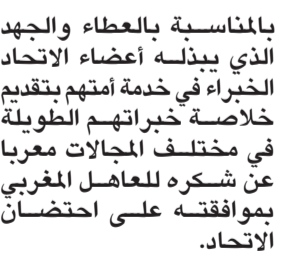 بالمناسبة بالعطاء والجهد
الذي يبذله أعضاء الاتحاد
الخبراء في خدمة أمتهم بتقديم
خلاصة خبراتهم الطويلة
في مختلف المجالات معربا
عن شكره للعاهل المغربي
بموافقته على احتضان
الاتحاد.